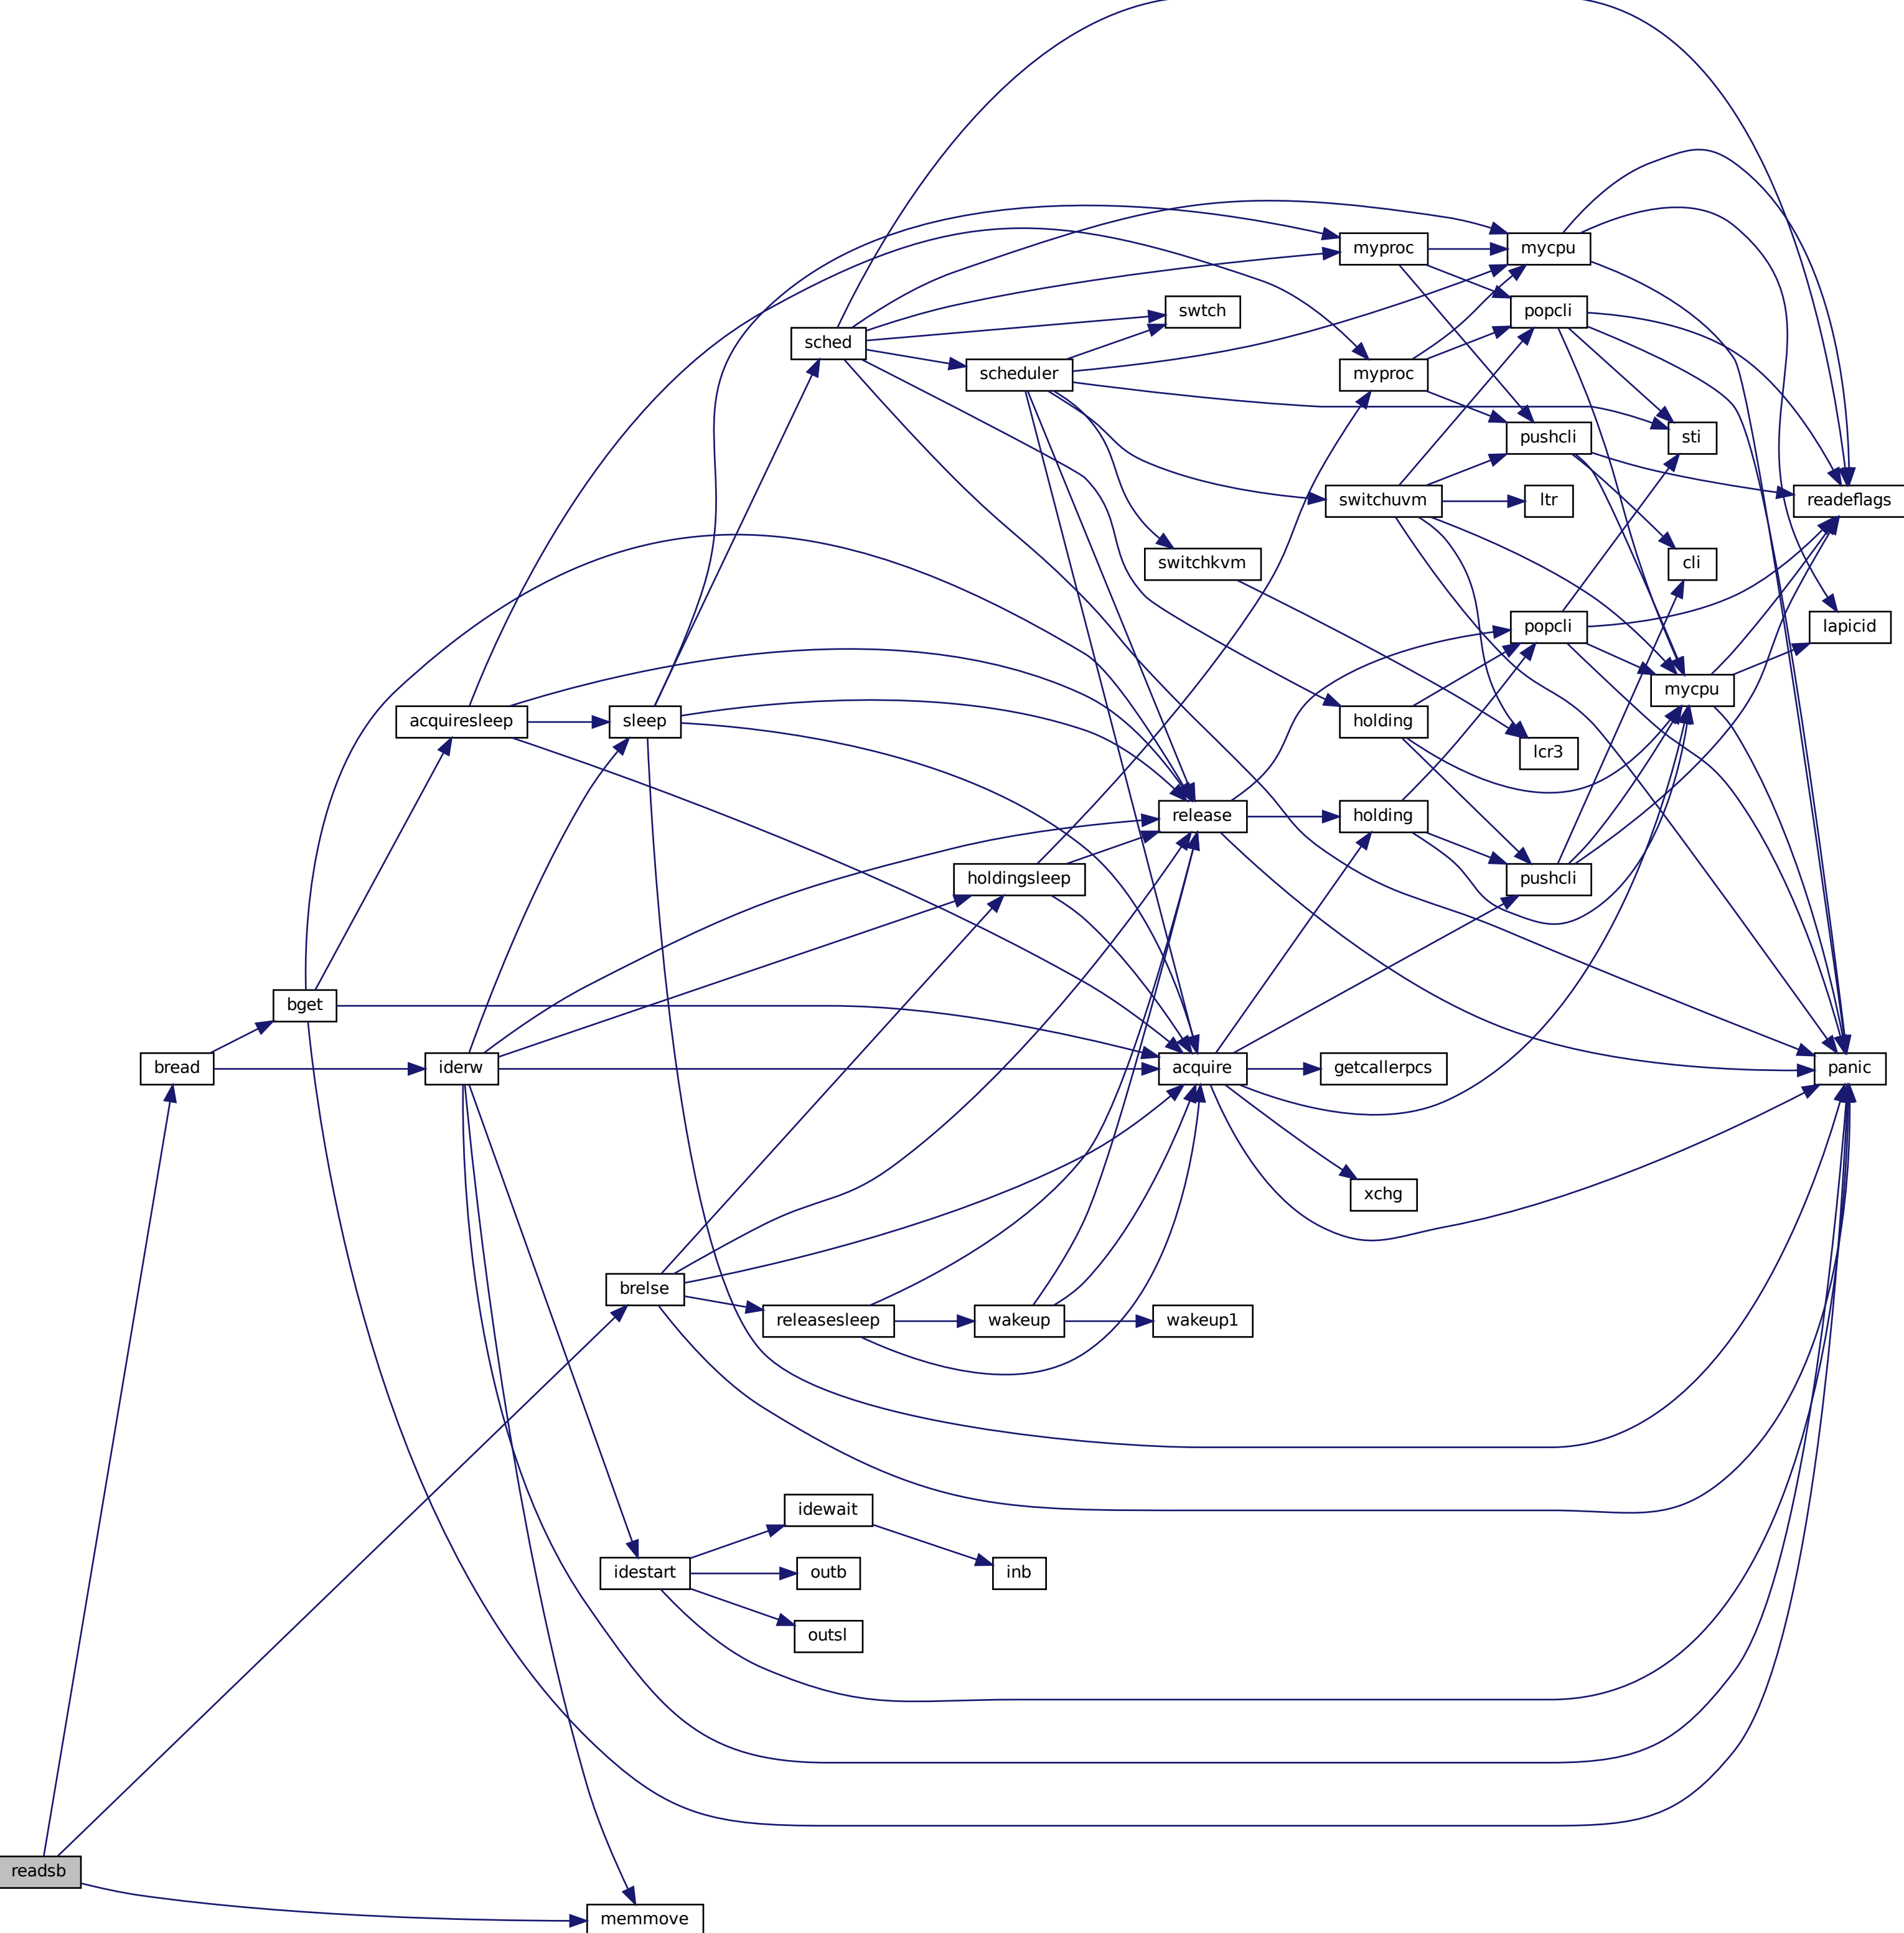 myproc
mycpu
swtch
popcli
sched
scheduler
myproc
pushcli
sti
switchuvm
ltr
readeflags
switchkvm
cli
popcli
lapicid
mycpu
acquiresleep
sleep
holding
lcr3
release
holding
holdingsleep
pushcli
bget
bread
iderw
acquire
getcallerpcs
panic
xchg
brelse
releasesleep
wakeup
wakeup1
idewait
idestart
outb
inb
outsl
readsb
memmove